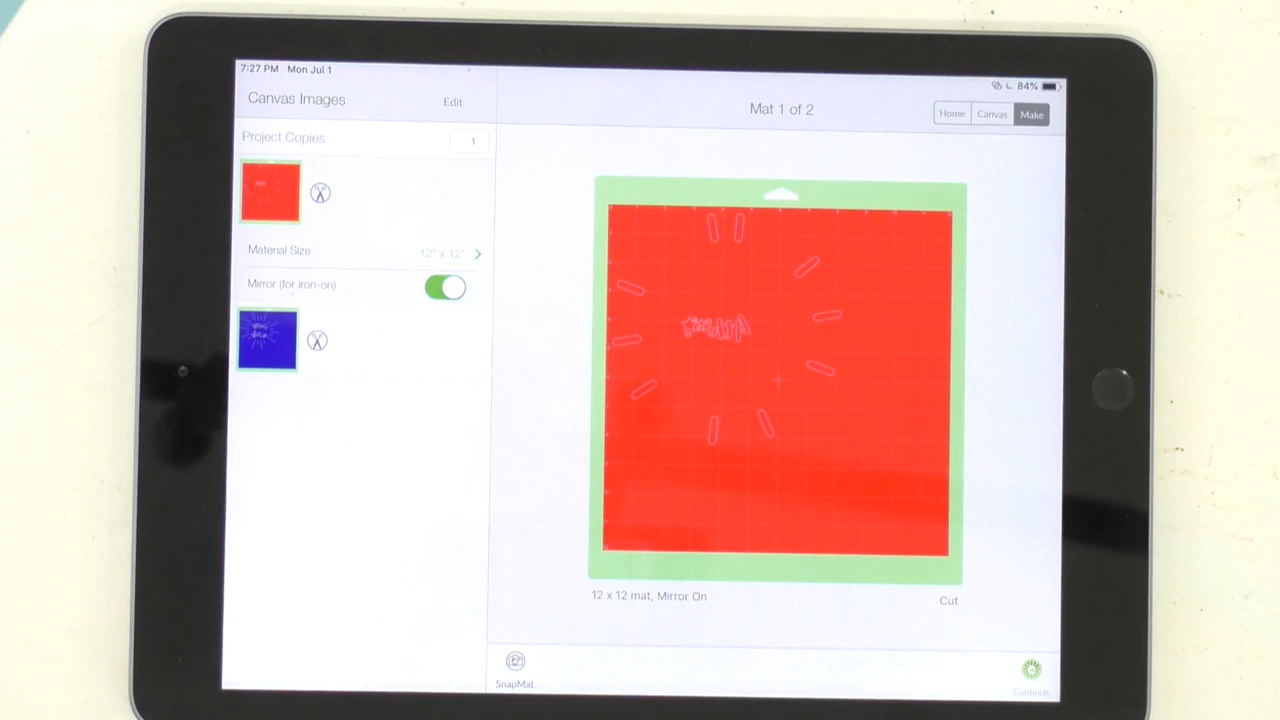 7:27 PM Mon Jul 1
84%
Canvas Images
Edit
Mat 1 of 2
Home
Canvas
Make
Project Copies
1
Material Size
12" x 12"
Mirror (for iron-on)
12 x 12 mat, Mirror On
Cut
SnapMat
Continue